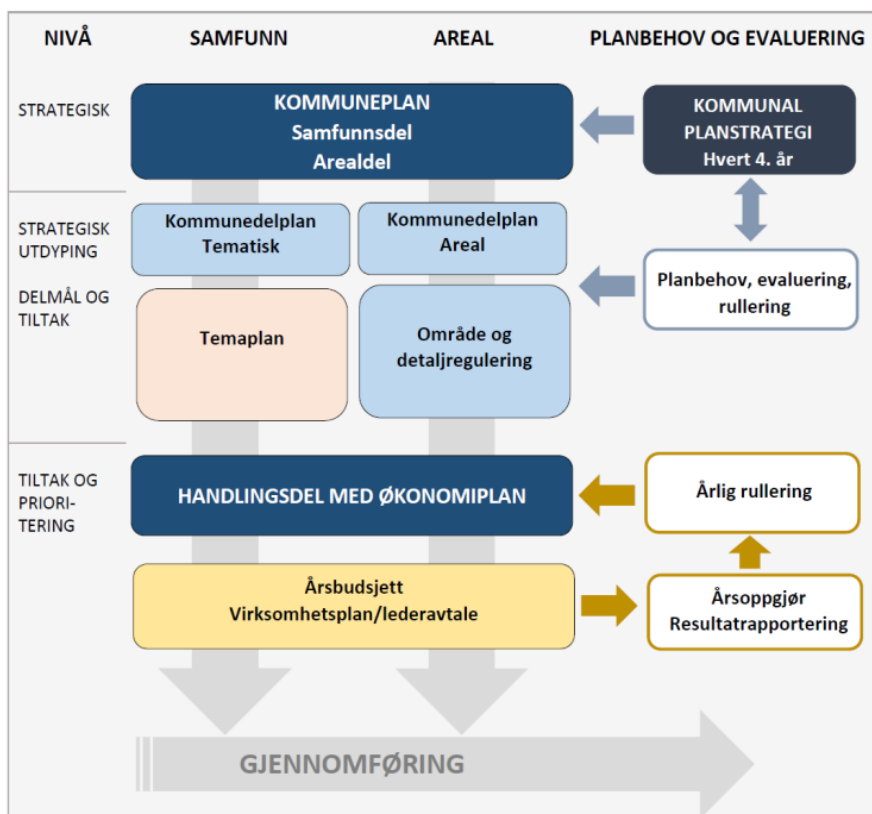 NIVÅ
SAMFUNN
AREAL
PLANBEHOV OG EVALUERING
STRATEGISK
KOMMUNEPLAN
Samfunnsdel
Arealdel
KOMMUNAL
PLANSTRATEGI
Hvert 4. år
STRATEGISK
UTDYPING
Kommunedelplan
Tematisk
Kommunedelplan
Areal
Planbehov, evaluering,
rullering
DELMÅL OG
TILTAK
Temaplan
Område og
detaljregulering
TILTAK OG
PRIORI-
TERING
HANDLINGSDEL MED ØKONOMIPLAN
Årlig rullering
Årsbudsjett
Virksomhetsplan/lederavtale
Årsoppgjør
Resultatrapportering
GJENNOMFØRING